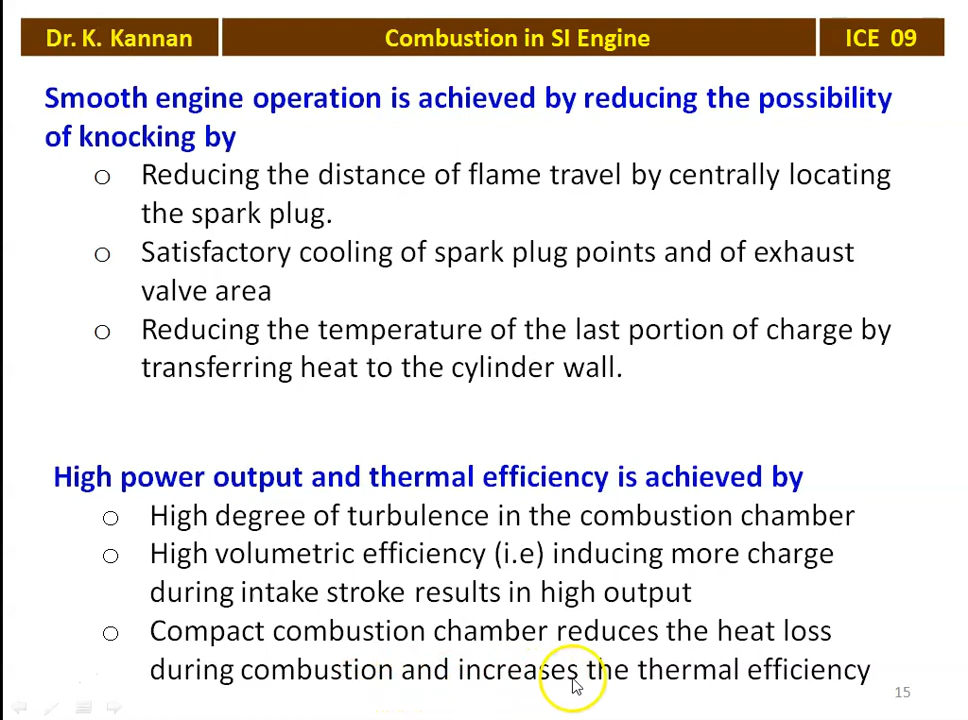 Dr. K. Kannan
Combustion in SI Engine
ICE 09
Smooth engine operation is achieved by reducing the possibility
of knocking by
o Reducing the distance of flame travel by centrally locating
the spark plug.
o Satisfactory cooling of spark plug points and of exhaust
valve area
o Reducing the temperature of the last portion of charge by
transferring heat to the cylinder wall.
High power output and thermal efficiency is achieved by
o High degree of turbulence in the combustion chamber
o High volumetric efficiency (i.e) inducing more charge
during intake stroke results in high output
o Compact combustion chamber reduces the heat loss
during combustion and increases the thermal efficiency
15